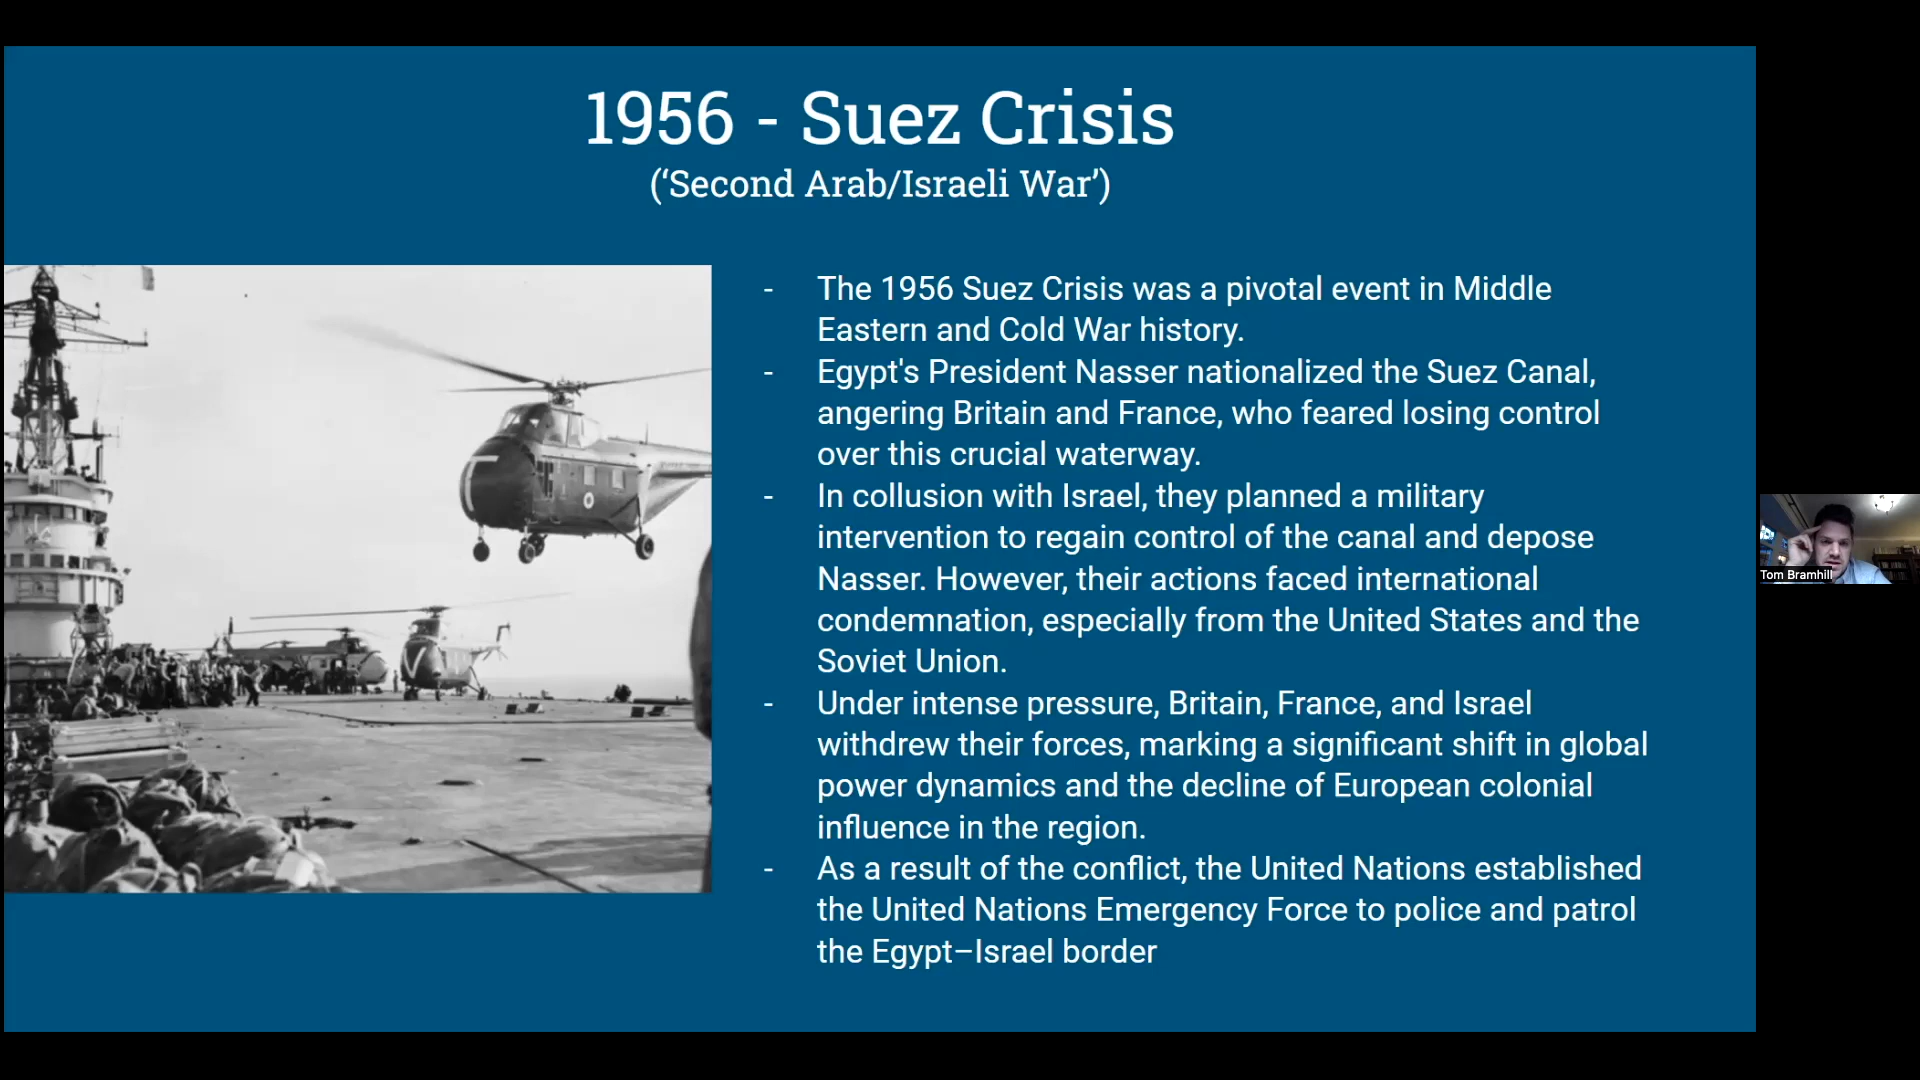 1956 - Suez Crisis
(‘Second Arab/Israeli War’)
- The 1956 Suez Crisis was a pivotal event in Middle
Eastern and Cold War history.
- Egypt's President Nasser nationalized the Suez Canal,
angering Britain and France, who feared losing control
over this crucial waterway.
- In collusion with Israel, they planned a military
intervention to regain control of the canal and depose
Nasser. However, their actions faced international
condemnation, especially from the United States and the
Soviet Union.
- Under intense pressure, Britain, France, and Israel
withdrew their forces, marking a significant shift in global
power dynamics and the decline of European colonial
influence in the region.
- As a result of the conflict, the United Nations established
the United Nations Emergency Force to police and patrol
the Egypt–Israel border
T
V
Tom Bramhill